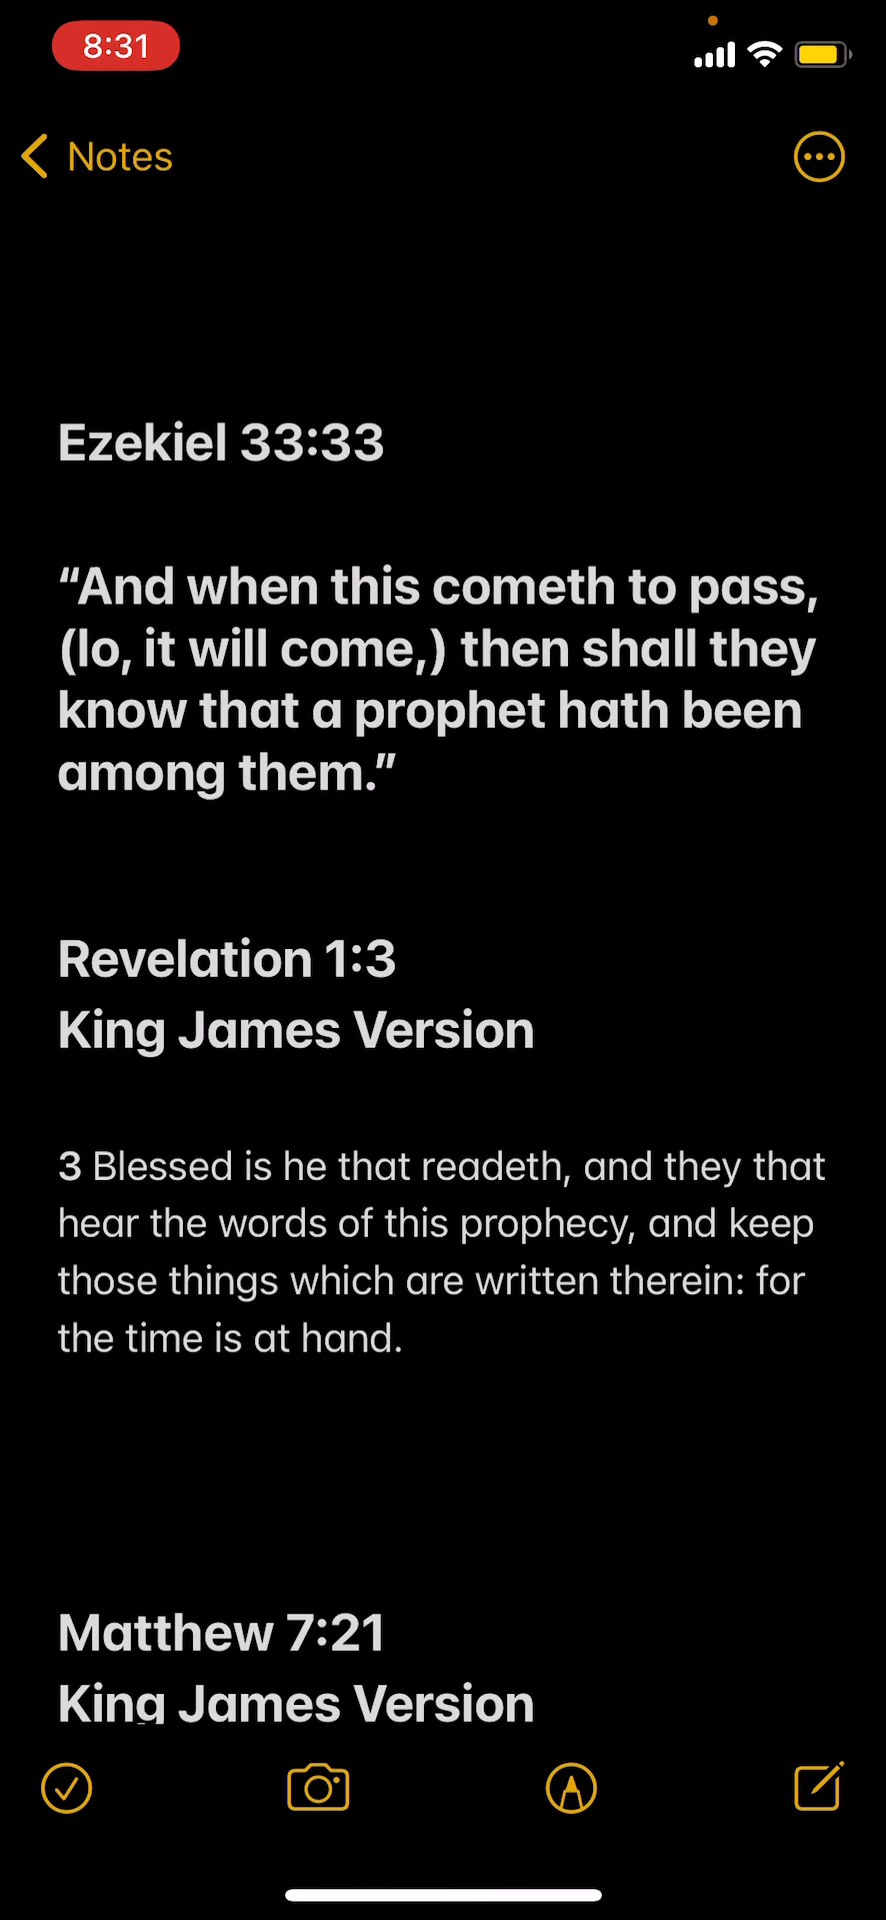 8:31
Notes
Ezekiel 33:33
“And when this cometh to pass,
(lo, it will come,) then shall they
know that a prophet hath been
among them.”
Revelation 1:3
King James Version
3 Blessed is he that readeth, and they that
hear the words of this prophecy, and keep
those things which are written therein: for
the time is at hand.
Matthew 7:21
King James Version